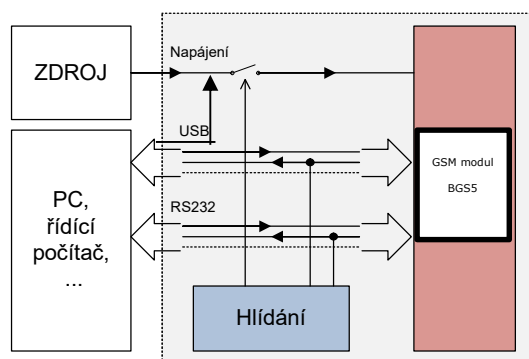 ZDROJ
Napájení
USB
PC,
řídící
počítač,
...
RS232
GSM modul
BGS5
Hlídání